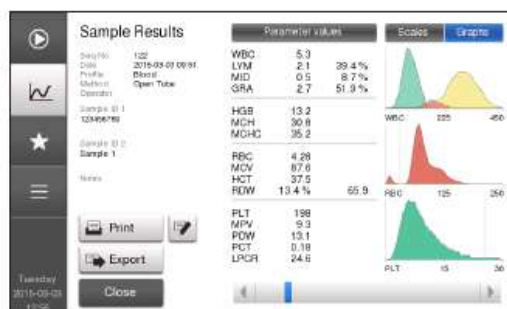 Sample Results
Seq No 122
Date 2015-09-03 09:51
Profile Blood
Method Open Tube
Operator
Sample ID 1
123456789
Sample ID 2
Sample 1
Notes
Print
Export
Close
Tuesday
2015-09-03
Parameter values
WBC 5.3
LYM 2.1 39.4 %
MID 0.5 8.7 %
GRA 2.7 51.9 %
HGB 13.2
MCH 30.8
MCHC 35.2
RBC 4.28
MCV 87.6
HCT 37.5
RDW 13.4 % 65.9
PLT 198
MPV 9.3
PDW 13.1
PCT 0.18
LPCR 24.6
Scales Graphs
WBC 225 450
RBC 125 250
PLT 15 30